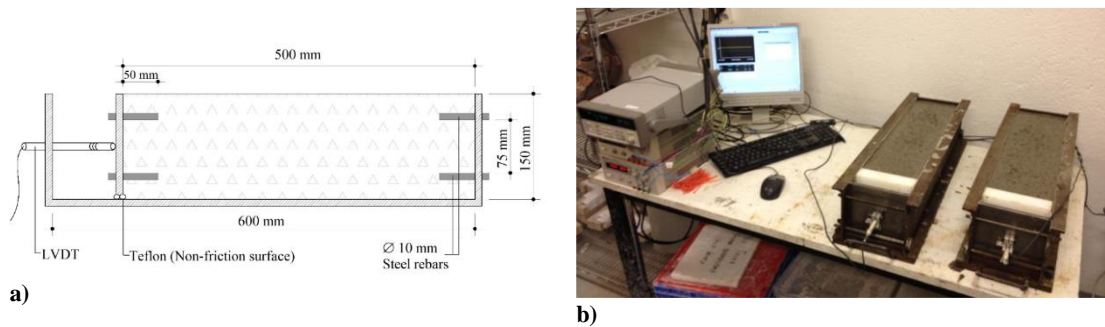 500 mm
50 mm
75 mm
150 mm
600 mm
LVDT
Teflon (Non-friction surface)
Ø 10 mm
Steel rebars
a)
b)